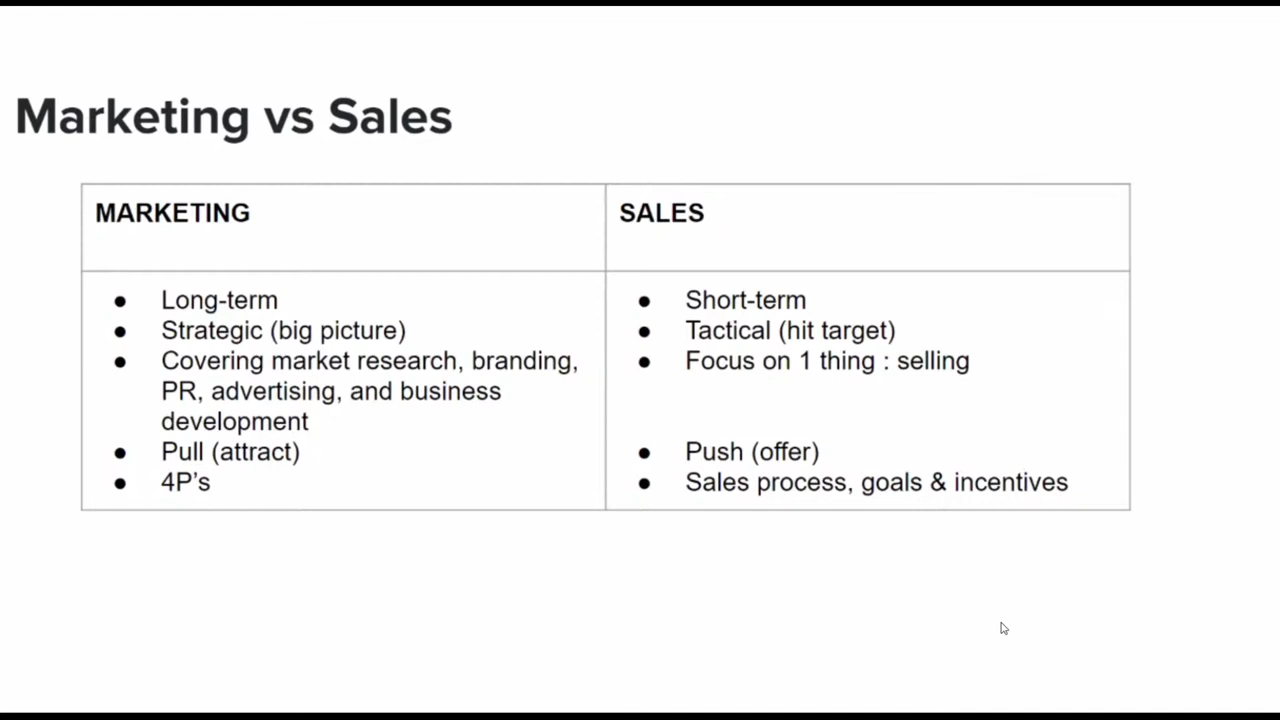 Marketing vs Sales
MARKETING
● Long-term
● Strategic (big picture)
● Covering market research, branding,
PR, advertising, and business
development
● Pull (attract)
● 4P's
SALES
● Short-term
● Tactical (hit target)
● Focus on 1 thing : selling
● Push (offer)
● Sales process, goals & incentives